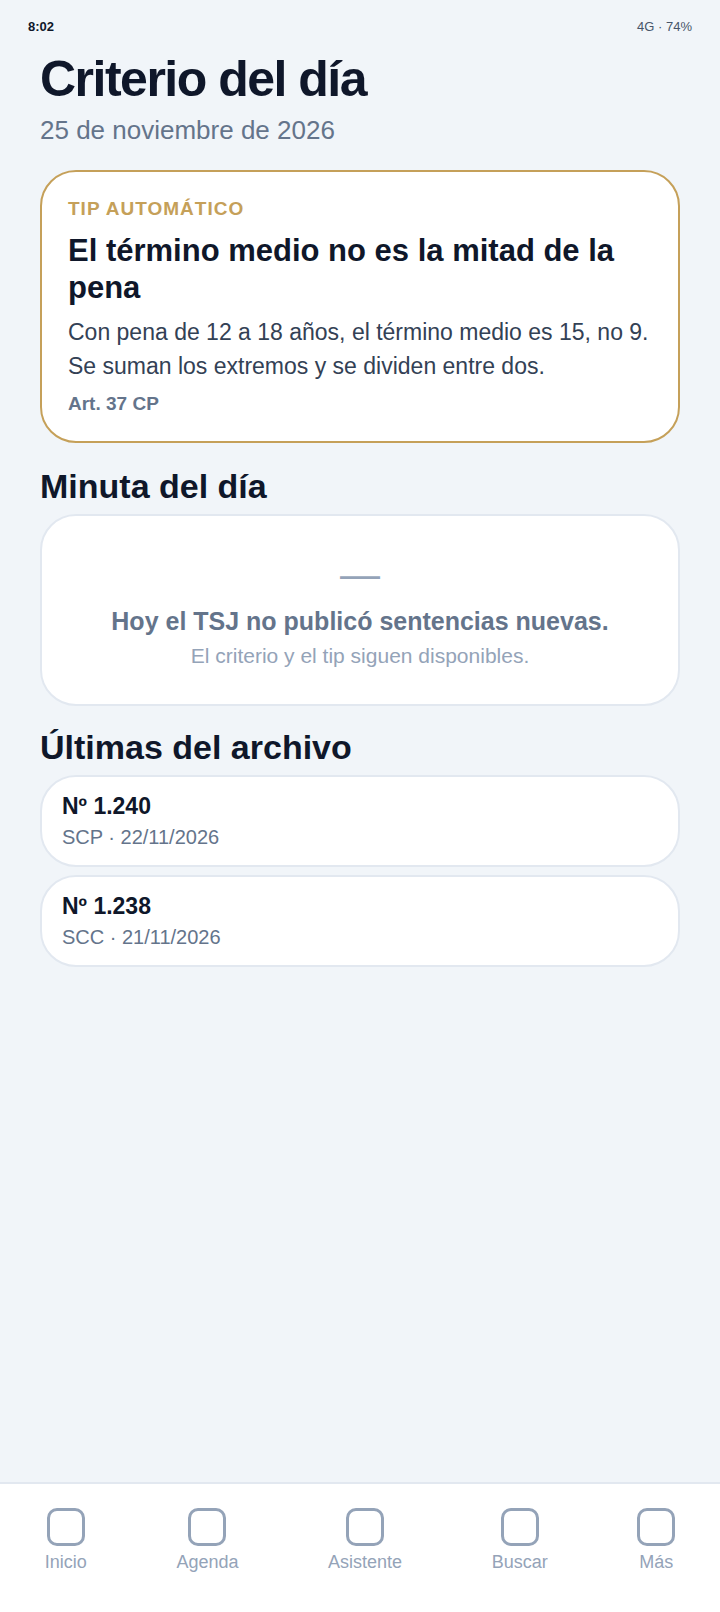 8:02
4G · 74%
Criterio del día
25 de noviembre de 2026
TIP AUTOMÁTICO
El término medio no es la mitad de la
pena
Con pena de 12 a 18 años, el término medio es 15, no 9.
Se suman los extremos y se dividen entre dos.
Art. 37 CP
Minuta del día
—
Hoy el TSJ no publicó sentencias nuevas.
El criterio y el tip siguen disponibles.
Últimas del archivo
Nº 1.240
SCP · 22/11/2026
Nº 1.238
SCC · 21/11/2026
Inicio
Agenda
Asistente
Buscar
Más